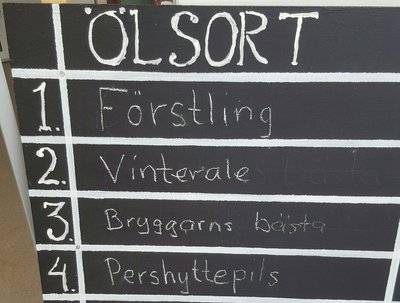 ÖLSORT
1. Förstling
2. Vinterale
3. Bryggarns bästa
4. Pershyttepils